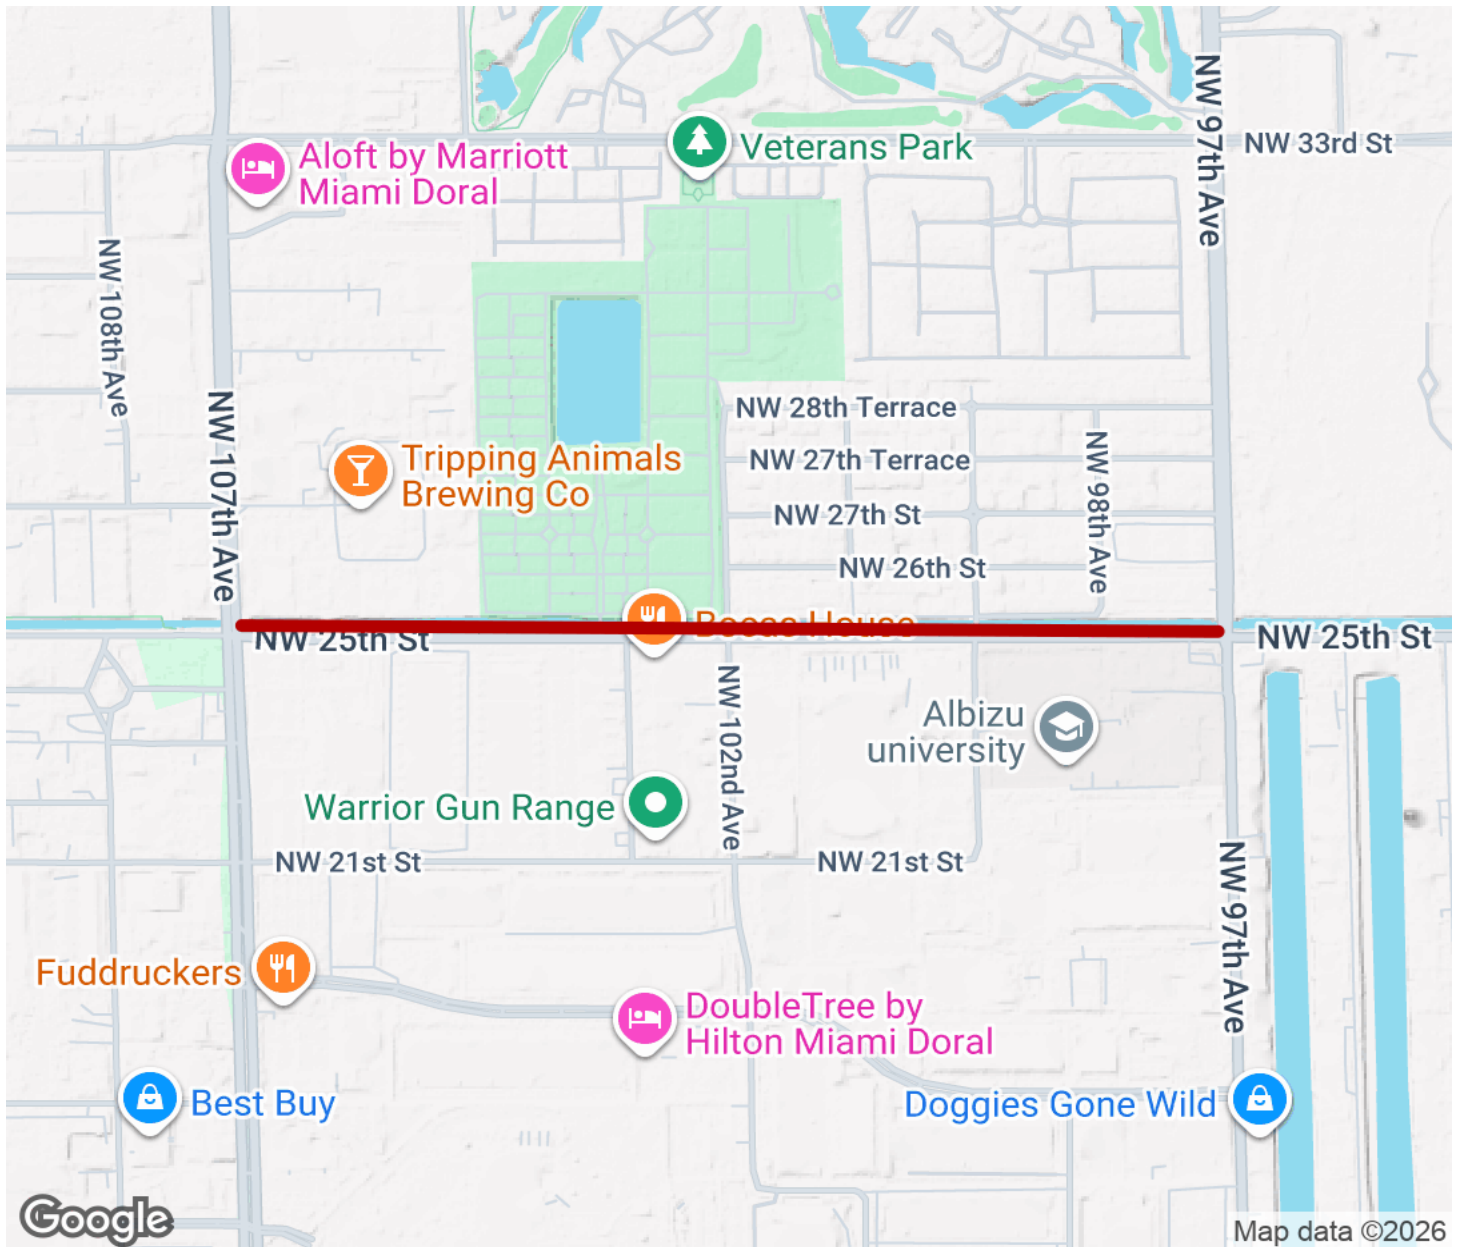 NW 97th Ave
NW 33rd St
Veterans Park
Aloft by Marriott
Miami Doral
NW 108th Ave
NW 107th Ave
NW 28th Terrace
Tripping Animals
Brewing Co
NW 27th Terrace
NW 98th Ave
NW 27th St
NW 26th St
Bocas House
NW 25th St
NW 25th St
NW 102nd Ave
Albizu
university
Warrior Gun Range
NW 21st St
NW 21st St
NW 97th Ave
Fuddruckers
DoubleTree by
Hilton Miami Doral
Best Buy
Doggies Gone Wild
Google
Map data ©2026